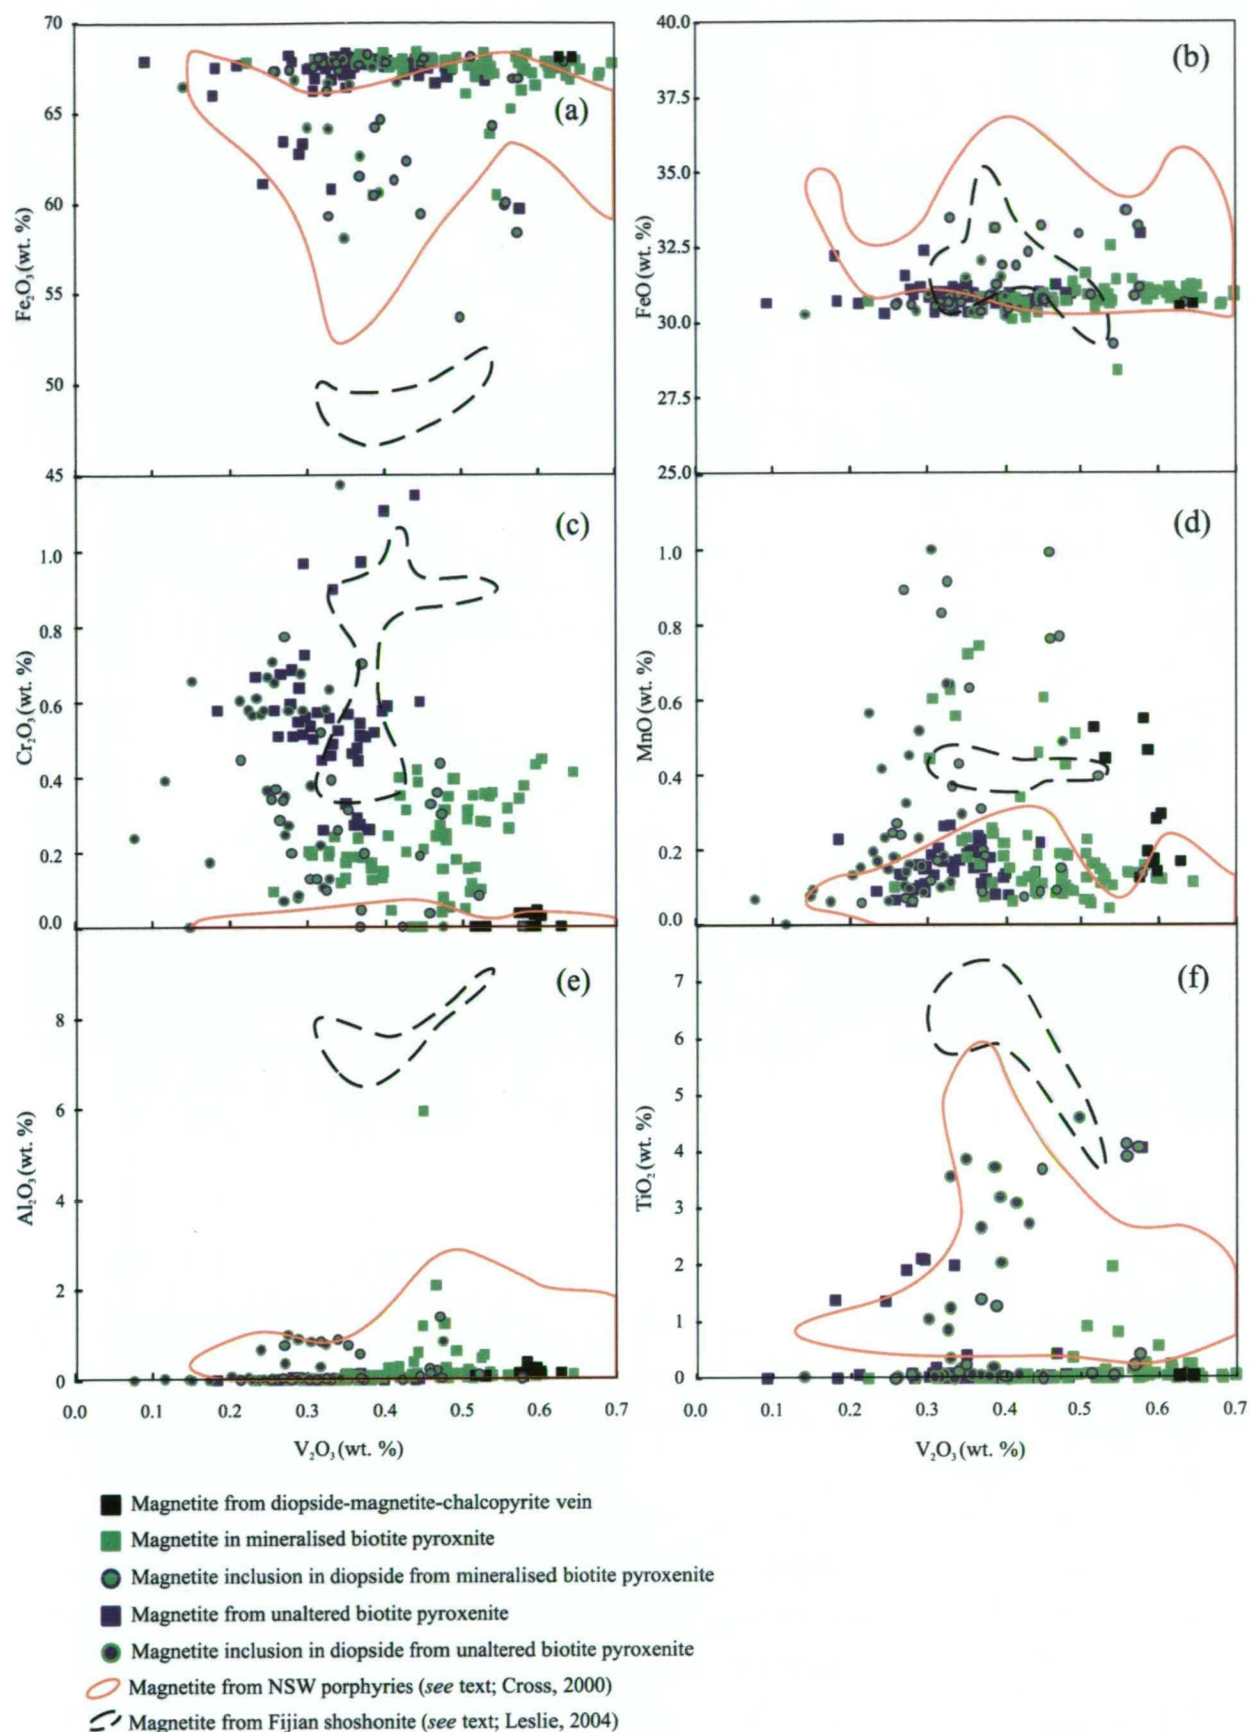 70
65
60
55
50
45
Fe₂O₃ (wt. %)
(a)
40.0
37.5
35.0
32.5
30.0
27.5
25.0
FeO (wt. %)
(b)
1.0
0.8
0.6
0.4
0.2
0.0
Cr₂O₃ (wt. %)
(c)
1.0
0.8
0.6
0.4
0.2
0.0
MnO (wt. %)
(d)
8
6
4
2
0
Al₂O₃ (wt. %)
(e)
7
6
5
4
3
2
1
0
TiO₂ (wt. %)
(f)
0.0 0.1 0.2 0.3 0.4 0.5 0.6 0.7
V₂O₃ (wt. %)
0.0 0.1 0.2 0.3 0.4 0.5 0.6 0.7
V₂O₃ (wt. %)
Magnetite from diopside-magnetite-chalcopyrite vein
Magnetite in mineralised biotite pyroxnite
Magnetite inclusion in diopside from mineralised biotite pyroxenite
Magnetite from unaltered biotite pyroxenite
Magnetite inclusion in diopside from unaltered biotite pyroxenite
Magnetite from NSW porphyries (see text; Cross, 2000)
Magnetite from Fijian shoshonite (see text; Leslie, 2004)